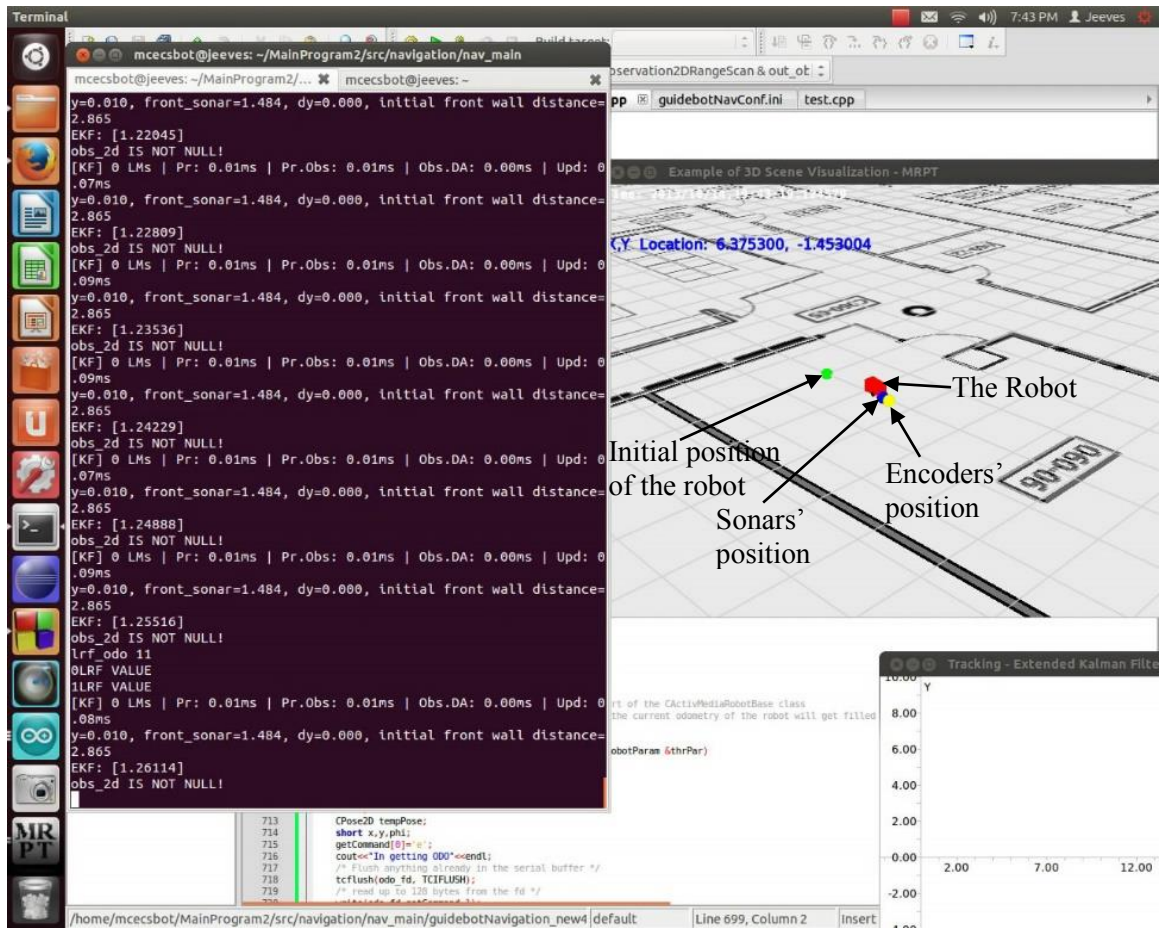 Terminal
7:43 PM Jeeves
mcecsbot@jeeves: ~/MainProgram2/src/navigation/nav_main
Build target:
mcecsbot@jeeves: ~/MainProgram2/... ✖ mcecsbot@jeeves: ~ ✖
y=0.010, front_sonar=1.484, dy=0.000, initial front wall distance=
2.865
EKF: [1.22045]
obs_2d IS NOT NULL!
[KF] 0 LMs | Pr: 0.01ms | Pr.Obs: 0.01ms | Obs.DA: 0.00ms | Upd: 0
.07ms
y=0.010, front_sonar=1.484, dy=0.000, initial front wall distance=
2.865
EKF: [1.22809]
obs_2d IS NOT NULL!
[KF] 0 LMs | Pr: 0.01ms | Pr.Obs: 0.01ms | Obs.DA: 0.00ms | Upd: 0
.09ms
y=0.010, front_sonar=1.484, dy=0.000, initial front wall distance=
2.865
EKF: [1.23536]
obs_2d IS NOT NULL!
[KF] 0 LMs | Pr: 0.01ms | Pr.Obs: 0.01ms | Obs.DA: 0.00ms | Upd: 0
.09ms
y=0.010, front_sonar=1.484, dy=0.000, initial front wall distance=
2.865
EKF: [1.24229]
obs_2d IS NOT NULL!
[KF] 0 LMs | Pr: 0.01ms | Pr.Obs: 0.01ms | Obs.DA: 0.00ms | Upd: 0
.07ms
y=0.010, front_sonar=1.484, dy=0.000, initial front wall distance=
2.865
EKF: [1.24888]
obs_2d IS NOT NULL!
[KF] 0 LMs | Pr: 0.01ms | Pr.Obs: 0.01ms | Obs.DA: 0.00ms | Upd: 0
.09ms
y=0.010, front_sonar=1.484, dy=0.000, initial front wall distance=
2.865
EKF: [1.25516]
obs_2d IS NOT NULL!
lrf_odo 11
0LRF VALUE
1LRF VALUE
[KF] 0 LMs | Pr: 0.01ms | Pr.Obs: 0.01ms | Obs.DA: 0.00ms | Upd: 0
.08ms
y=0.010, front_sonar=1.484, dy=0.000, initial front wall distance=
2.865
EKF: [1.26114]
obs_2d IS NOT NULL!
servation2DRangeScan & out_ob
pp guidebotNavConf.ini test.cpp
Example of 3D Scene Visualization - MRPT
X,Y Location: 6.375300, -1.453004
The Robot
Initial position
of the robot
Encoders’
position
Sonars’
position
90-090
rt of the CActivMediaRobotBase class
the current odometry of the robot will get filled
obotParam &thrPar)
Tracking - Extended Kalman Filte
10.00
Y
8.00
6.00
4.00
2.00
0.00
2.00 7.00 12.00
-2.00
713 CPose2D tempPose;
714 short x,y,phi;
715 getCommand[0]='e';
716 cout<<"In getting ODO"<<endl;
717 /* Flush anything already in the serial buffer */
718 tcflush(odo_fd, TCIFLUSH);
719 /* read up to 128 bytes from the fd */
/home/mcecsbot/MainProgram2/src/navigation/nav_main/guidebotNavigation_new4 default Line 699, Column 2 Insert
MR
PT